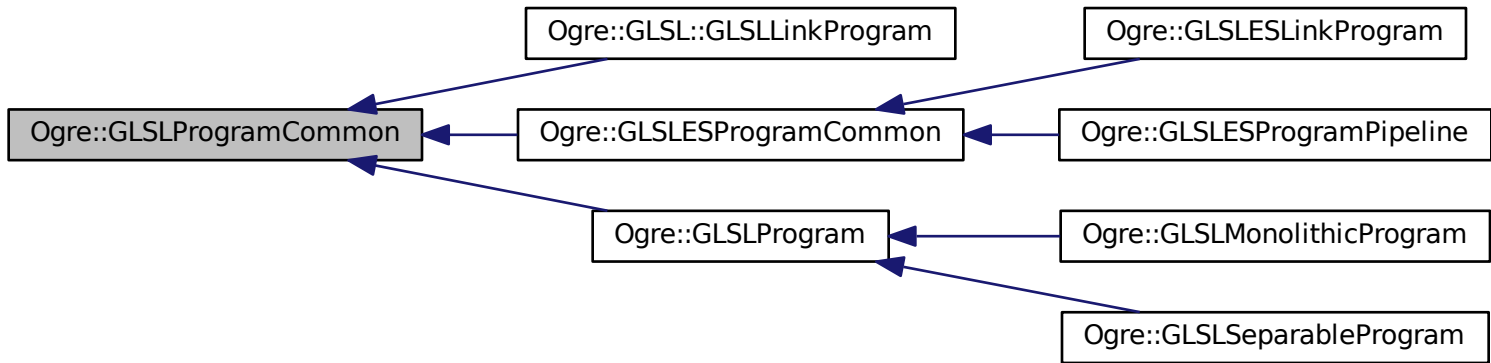 Ogre::GLSL::GLSLLinkProgram
Ogre::GLSLESLinkProgram
Ogre::GLSLProgramCommon
Ogre::GLSLESProgramCommon
Ogre::GLSLESProgramPipeline
Ogre::GLSLProgram
Ogre::GLSLMonolithicProgram
Ogre::GLSLSeparableProgram